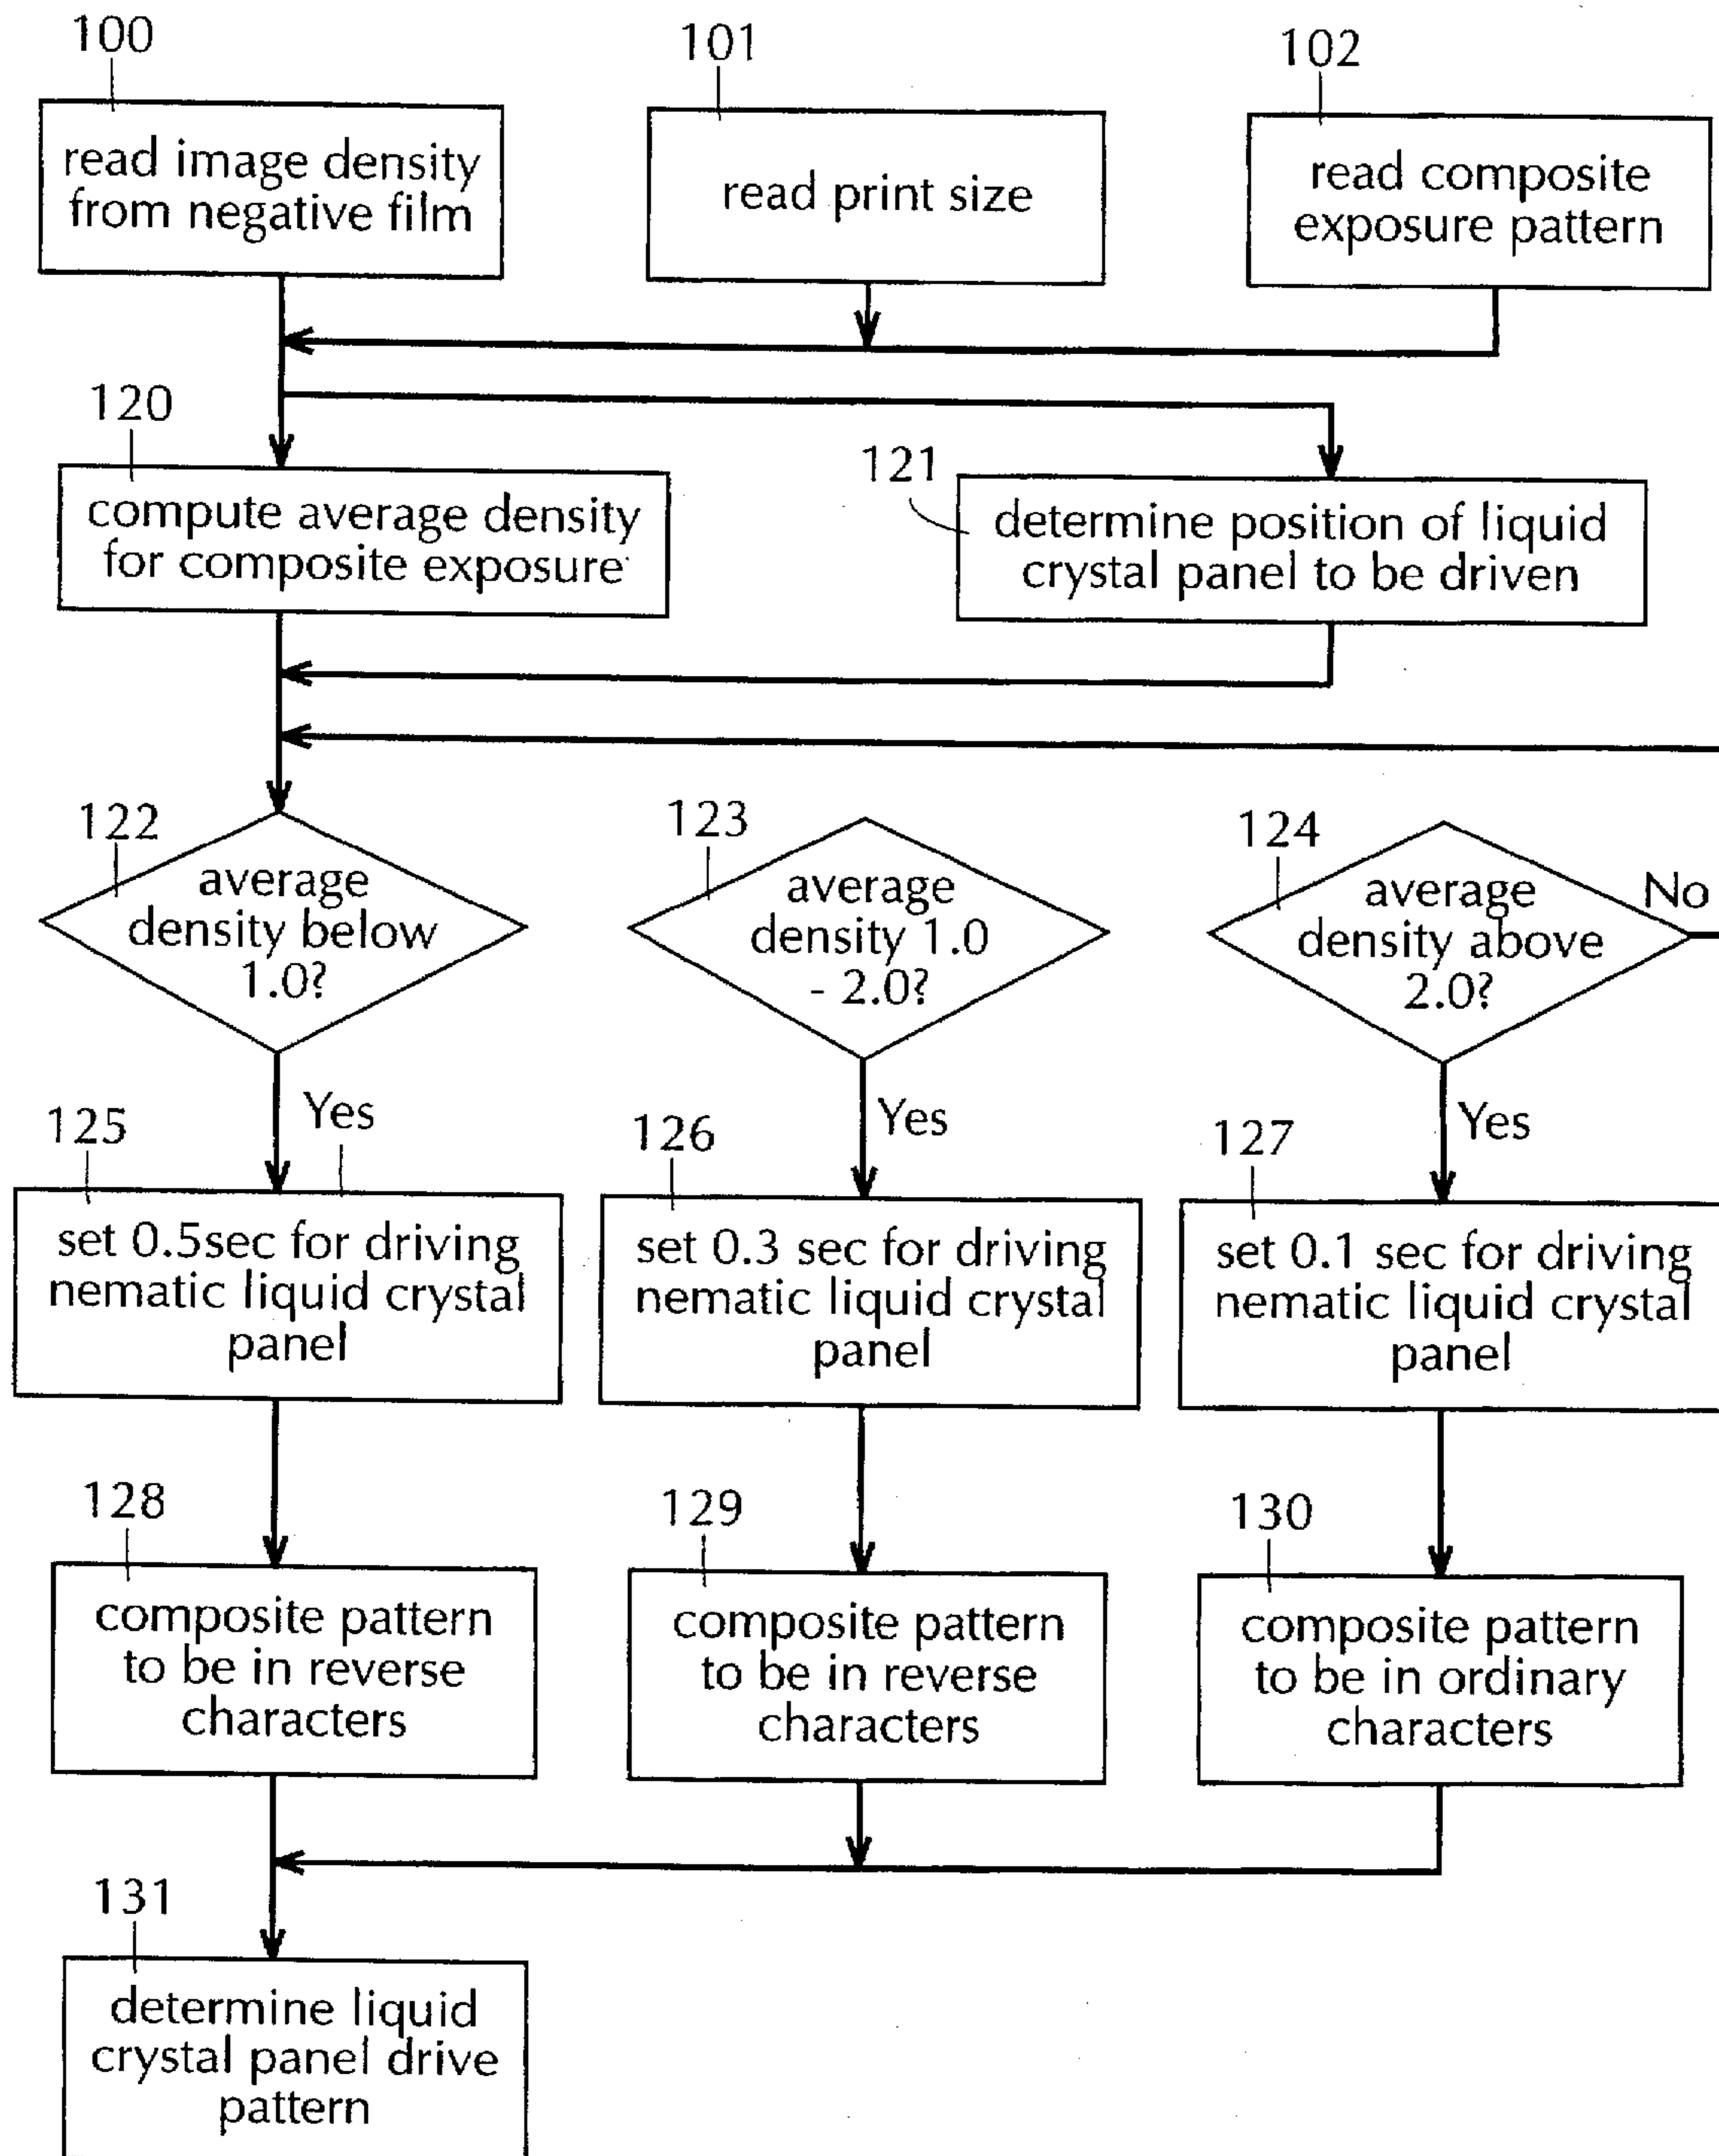 100
read image density
from negative film
101
read print size
102
read composite
exposure pattern
120
compute average density
for composite exposure
121
determine position of liquid
crystal panel to be driven
122
average
density below
1.0?
123
average
density 1.0
- 2.0?
124
average
density above
2.0?
No
Yes
Yes
Yes
125
set 0.5sec for driving
nematic liquid crystal
panel
126
set 0.3 sec for driving
nematic liquid crystal
panel
127
set 0.1 sec for driving
nematic liquid crystal
panel
128
composite pattern
to be in reverse
characters
129
composite pattern
to be in reverse
characters
130
composite pattern
to be in ordinary
characters
131
determine liquid
crystal panel drive
pattern